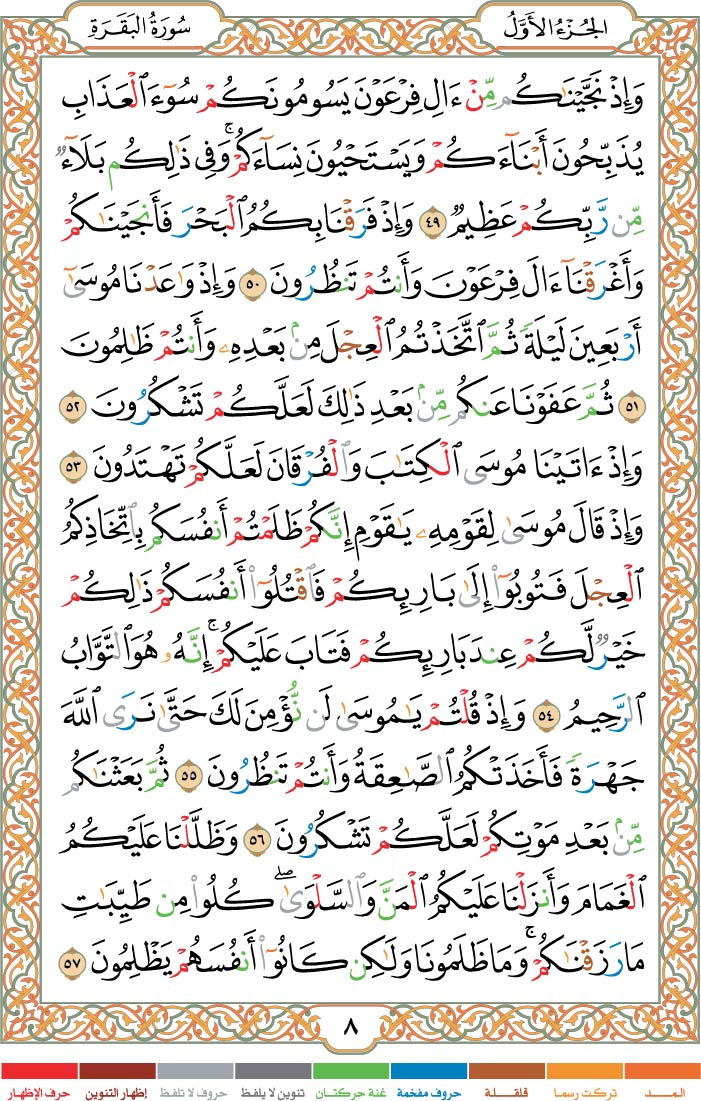 سُورَةُ البَقَرَةِ الجُزْءُ الأَوَّلُ
وَإِذْ نَجَّيْنَٰكُم مِّنْ ءَالِ فِرْعَوْنَ يَسُومُونَكُمْ سُوٓءَ ٱلْعَذَابِ
يُذَبِّحُونَ أَبْنَآءَكُمْ وَيَسْتَحْيُونَ نِسَآءَكُمْ ۚ وَفِى ذَٰلِكُم بَلَآءٌ
مِّن رَّبِّكُمْ عَظِيمٌ ٤٩ وَإِذْ فَرَقْنَا بِكُمُ ٱلْبَحْرَ فَأَنجَيْنَٰكُمْ
وَأَغْرَقْنَآ ءَالَ فِرْعَوْنَ وَأَنتُمْ تَنظُرُونَ ٥٠ وَإِذْ وَٰعَدْنَا مُوسَىٰٓ
أَرْبَعِينَ لَيْلَةً ثُمَّ ٱتَّخَذْتُمُ ٱلْعِجْلَ مِنۢ بَعْدِهِۦ وَأَنتُمْ ظَٰلِمُونَ
٥١ ثُمَّ عَفَوْنَا عَنكُم مِّنۢ بَعْدِ ذَٰلِكَ لَعَلَّكُمْ تَشْكُرُونَ ٥٢
وَإِذْ ءَاتَيْنَا مُوسَى ٱلْكِتَٰبَ وَٱلْفُرْقَانَ لَعَلَّكُمْ تَهْتَدُونَ ٥٣
وَإِذْ قَالَ مُوسَىٰ لِقَوْمِهِۦ يَٰقَوْمِ إِنَّكُمْ ظَلَمْتُمْ أَنفُسَكُم بِٱتِّخَاذِكُمُ
ٱلْعِجْلَ فَتُوبُوٓا۟ إِلَىٰ بَارِئِكُمْ فَٱقْتُلُوٓا۟ أَنفُسَكُمْ ذَٰلِكُمْ
خَيْرٌ لَّكُمْ عِندَ بَارِئِكُمْ فَتَابَ عَلَيْكُمْ ۚ إِنَّهُۥ هُوَ ٱلتَّوَّابُ
ٱلرَّحِيمُ ٥٤ وَإِذْ قُلْتُمْ يَٰمُوسَىٰ لَن نُّؤْمِنَ لَكَ حَتَّىٰ نَرَى ٱللَّهَ
جَهْرَةً فَأَخَذَتْكُمُ ٱلصَّٰعِقَةُ وَأَنتُمْ تَنظُرُونَ ٥٥ ثُمَّ بَعَثْنَٰكُم
مِّنۢ بَعْدِ مَوْتِكُمْ لَعَلَّكُمْ تَشْكُرُونَ ٥٦ وَظَلَّلْنَا عَلَيْكُمُ
ٱلْغَمَامَ وَأَنزَلْنَا عَلَيْكُمُ ٱلْمَنَّ وَٱلسَّلْوَىٰ ۖ كُلُوا۟ مِن طَيِّبَٰتِ
مَا رَزَقْنَٰكُمْ ۚ وَمَا ظَلَمُونَا وَلَٰكِن كَانُوٓا۟ أَنفُسَهُمْ يَظْلِمُونَ ٥٧
٨
المـــد تركت رسما قلقـــلة حروف مفخمة غنة حركتـان تنوين لا يلفظ حروف لا تلفظ إظهار التنوين حرف الإظهار